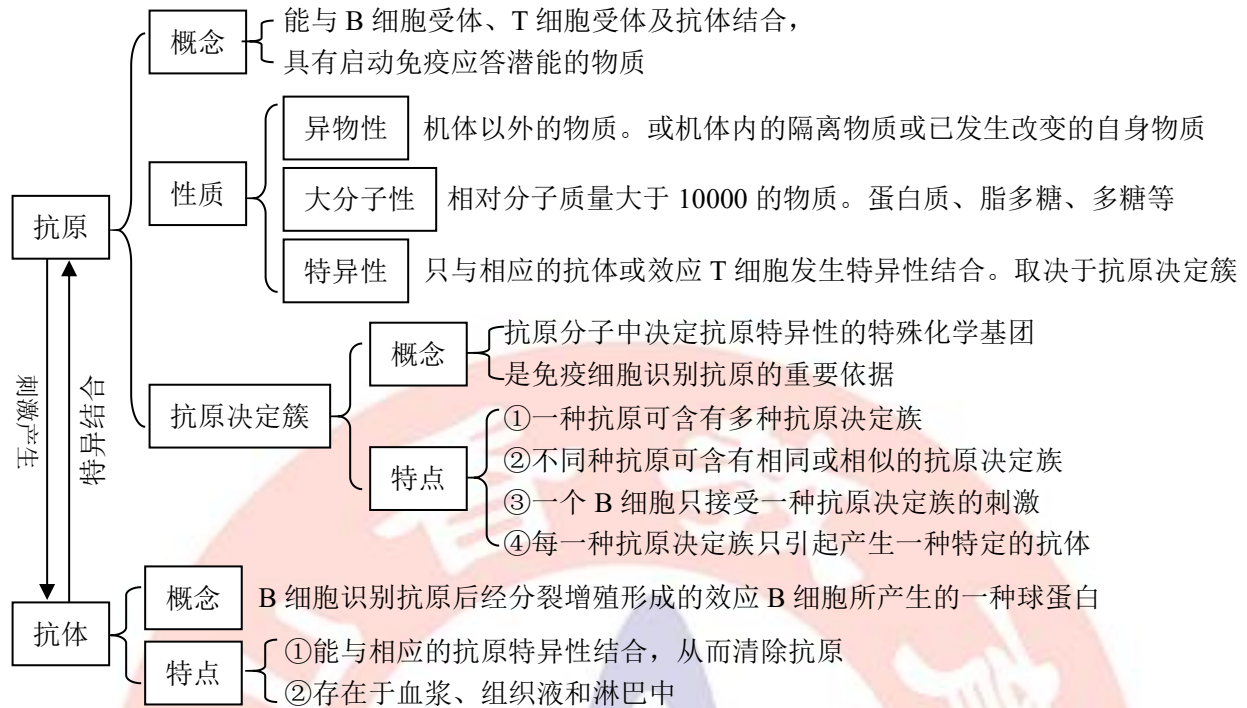 概念
能与 B 细胞受体、T 细胞受体及抗体结合，
具有启动免疫应答潜能的物质
异物性
机体以外的物质。或机体内的隔离物质或已发生改变的自身物质
性质
大分子性
相对分子质量大于 10000 的物质。蛋白质、脂多糖、多糖等
抗原
特异性
只与相应的抗体或效应 T 细胞发生特异性结合。取决于抗原决定簇
概念
抗原分子中决定抗原特异性的特殊化学基团
是免疫细胞识别抗原的重要依据
抗原决定簇
特点
①一种抗原可含有多种抗原决定族
②不同种抗原可含有相同或相似的抗原决定族
③一个 B 细胞只接受一种抗原决定族的刺激
④每一种抗原决定族只引起产生一种特定的抗体
刺激产生
特异结合
抗体
概念
B 细胞识别抗原后经分裂增殖形成的效应 B 细胞所产生的一种球蛋白
特点
①能与相应的抗原特异性结合，从而清除抗原
②存在于血浆、组织液和淋巴中